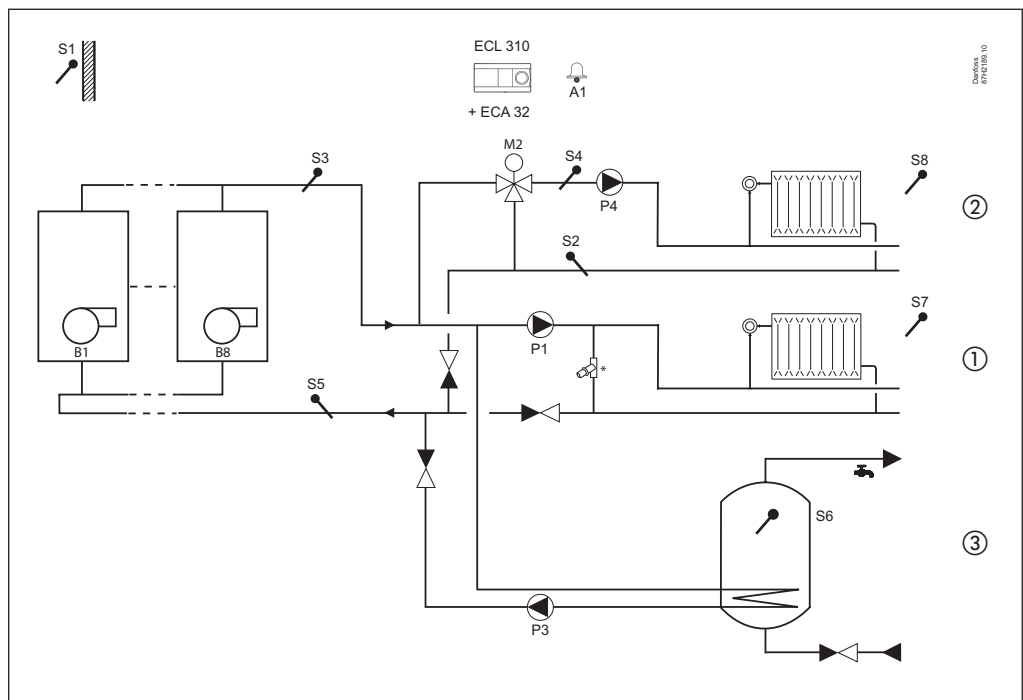 S1
ECL 310
A1
+ ECA 32
Danfoss
87H2189.10
M2
S3
S4
S8
P4
②
S2
S7
B1
B8
P1
*
①
S5
S6
③
P3